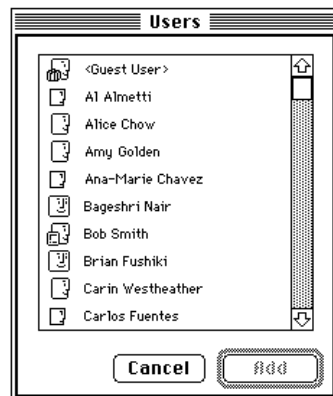 Users
<Guest User>
Al Almetti
Alice Chow
Amy Golden
Ana-Marie Chavez
Bageshri Nair
Bob Smith
Brian Fushiki
Carin Westheather
Carlos Fuentes
Cancel
Add